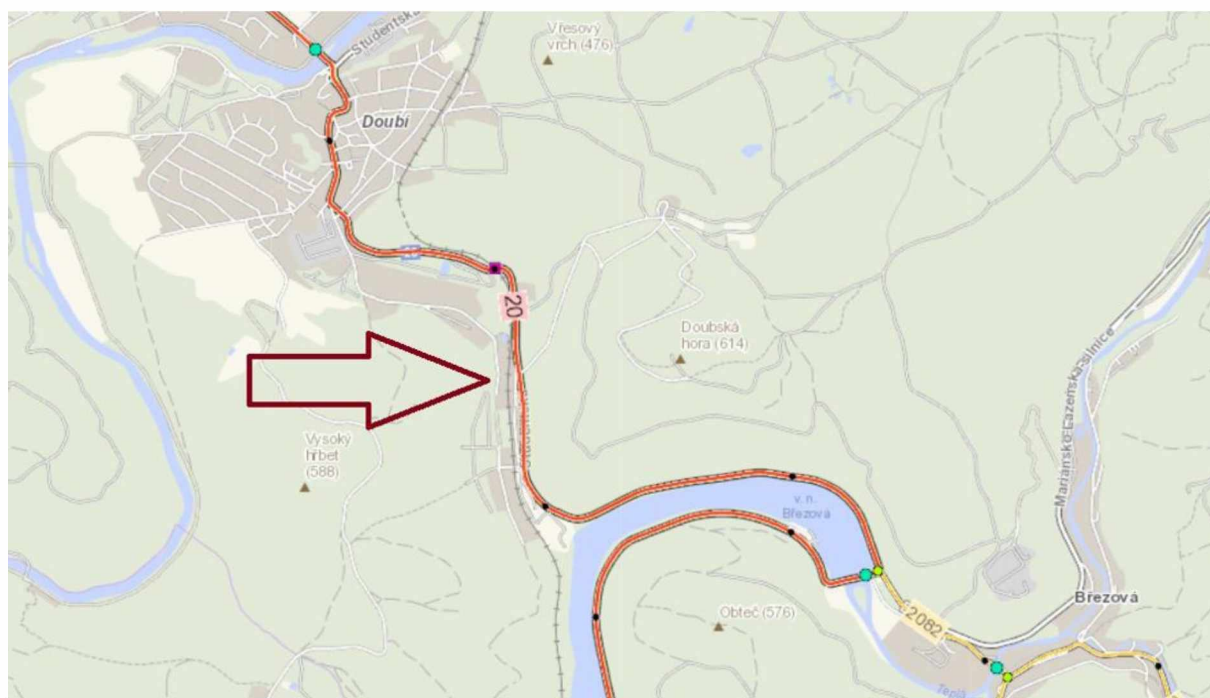 Vřesový
vrch (476)
Studentská
Doubí
20
Doubská
hora (614)
Studentská
Mariánsko Lázeňská silnice
Vysoký
hřbet
(588)
v. n.
Březová
Obteč (576)
2082
Březová
Teplá